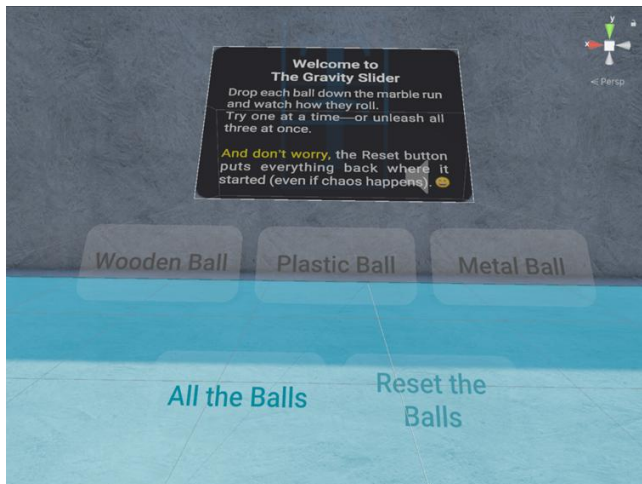 Welcome to
The Gravity Slider
Drop each ball down the marble run
and watch how they roll.
Try one at a time—or unleash all
three at once.
And don't worry, the Reset button
puts everything back where it
started (even if chaos happens). 😀
Wooden Ball
Plastic Ball
Metal Ball
All the Balls
Reset the
Balls
y
x
< Persp